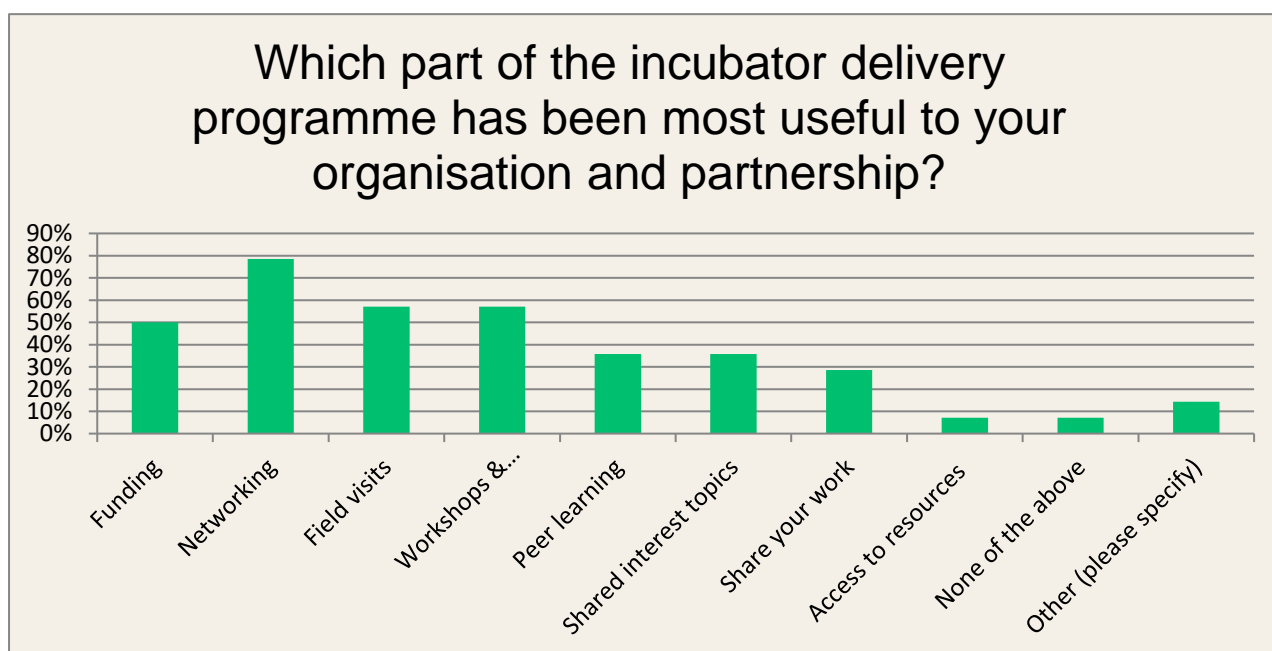 Which part of the incubator delivery
programme has been most useful to your
organisation and partnership?
90%
80%
70%
60%
50%
40%
30%
20%
10%
0%
Funding
Networking
Field visits
Workshops &...
Peer learning
Shared interest topics
Share your work
Access to resources
None of the above
Other (please specify)